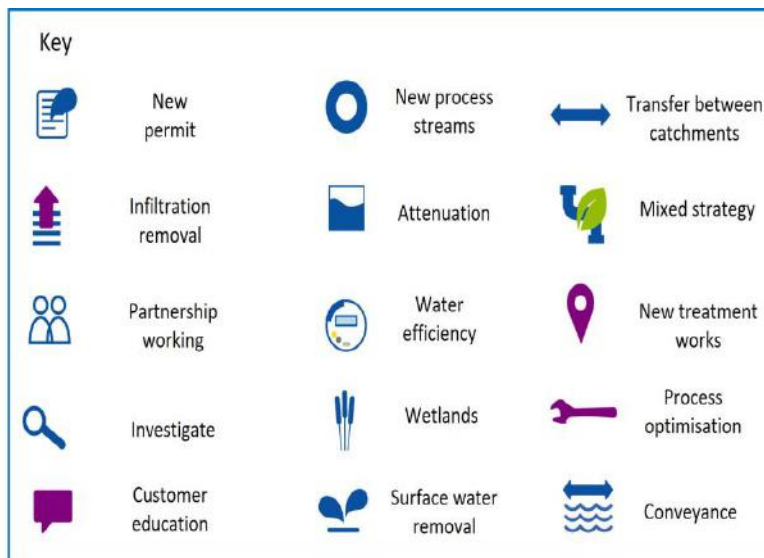 Key
New
permit
New process
streams
Transfer between
catchments
Infiltration
removal
Attenuation
Mixed strategy
Partnership
working
Water
efficiency
New treatment
works
Investigate
Wetlands
Process
optimisation
Customer
education
Surface water
removal
Conveyance